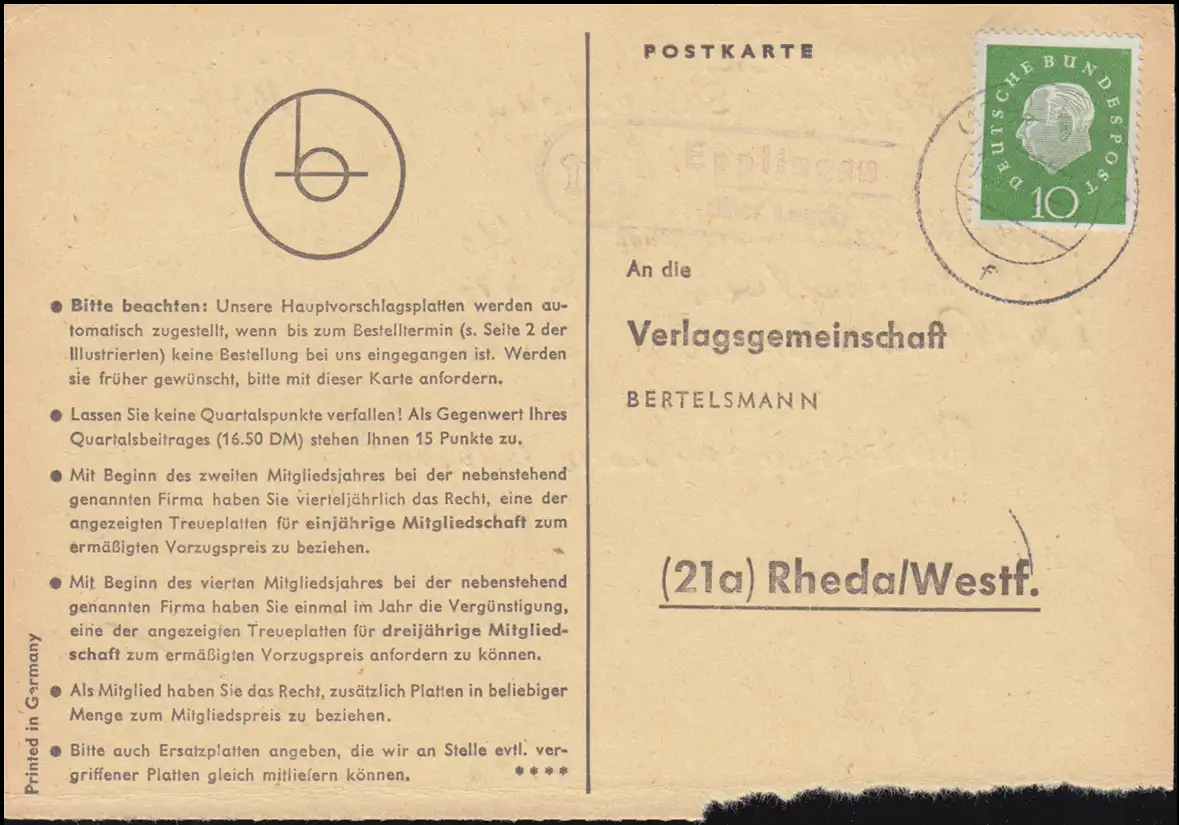 POSTKARTE
DEUTSCHE BUNDESPOST
10
f
An die
Verlagsgemeinschaft
BERTELSMANN
(21a) Rheda/Westf.
b
● Bitte beachten: Unsere Hauptvorschlagsplatten werden au-
tomatisch zugestellt, wenn bis zum Bestelltermin (s. Seite 2 der
Illustrierten) keine Bestellung bei uns eingegangen ist. Werden
sie früher gewünscht, bitte mit dieser Karte anfordern.
● Lassen Sie keine Quartalspunkte verfallen! Als Gegenwert Ihres
Quartalsbeitrages (16.50 DM) stehen Ihnen 15 Punkte zu.
● Mit Beginn des zweiten Mitgliedsjahres bei der nebenstehend
genannten Firma haben Sie vierteljährlich das Recht, eine der
angezeigten Treueplatten für einjährige Mitgliedschaft zum
ermäßigten Vorzugspreis zu beziehen.
● Mit Beginn des vierten Mitgliedsjahres bei der nebenstehend
genannten Firma haben Sie einmal im Jahr die Vergünstigung,
eine der angezeigten Treueplatten für dreijährige Mitglied-
schaft zum ermäßigten Vorzugspreis anfordern zu können.
● Als Mitglied haben Sie das Recht, zusätzlich Platten in beliebiger
Menge zum Mitgliedspreis zu beziehen.
● Bitte auch Ersatzplatten angeben, die wir an Stelle evtl. ver-
griffener Platten gleich mitliefern können. ****
Printed in Germany